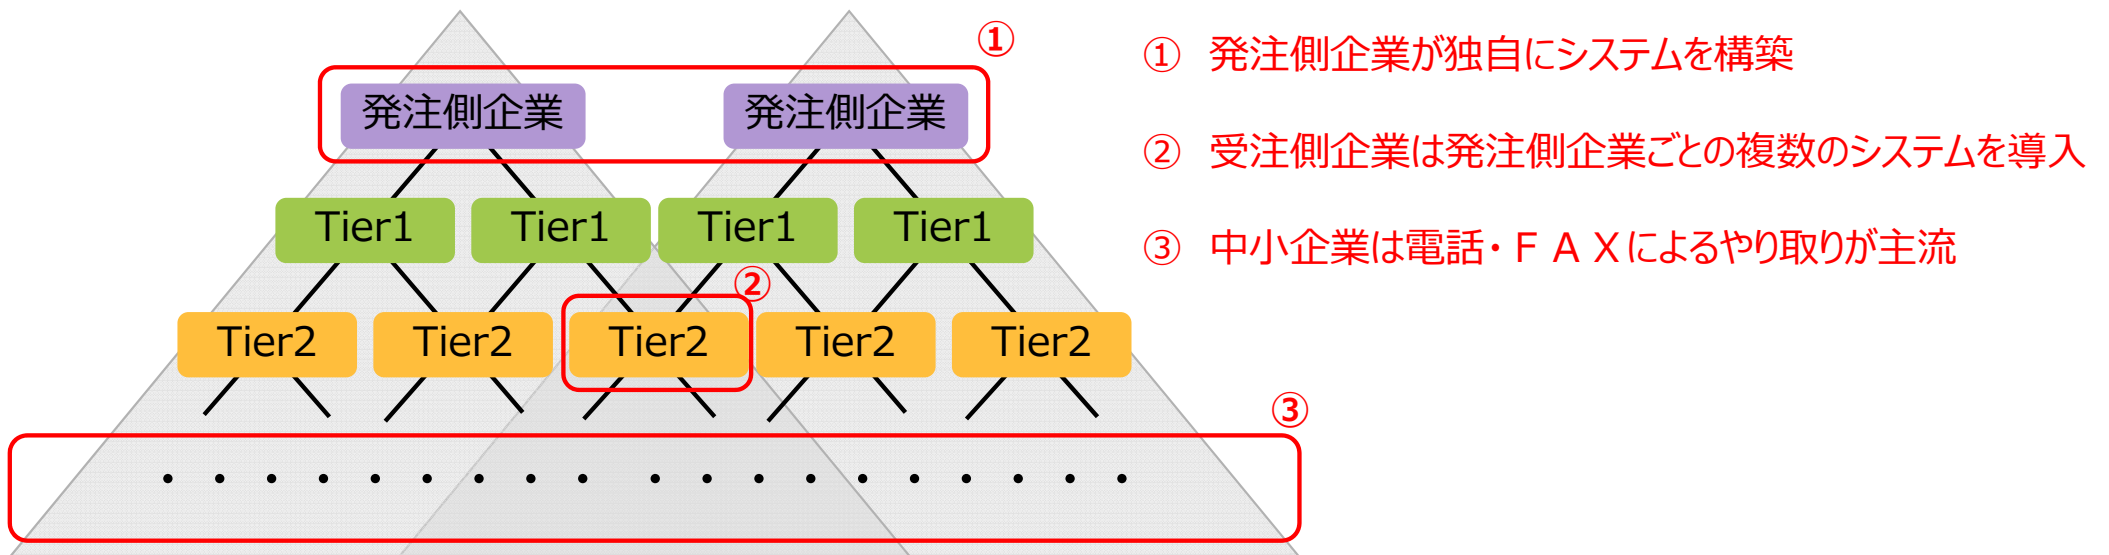 ①
発注側企業 発注側企業
Tier1 Tier1 Tier1 Tier1
②
Tier2 Tier2 Tier2 Tier2 Tier2
③
・・・・・・・・・ ・・・・・・・・・・
① 発注側企業が独自にシステムを構築
② 受注側企業は発注側企業ごとの複数のシステムを導入
③ 中小企業は電話・ＦＡＸによるやり取りが主流